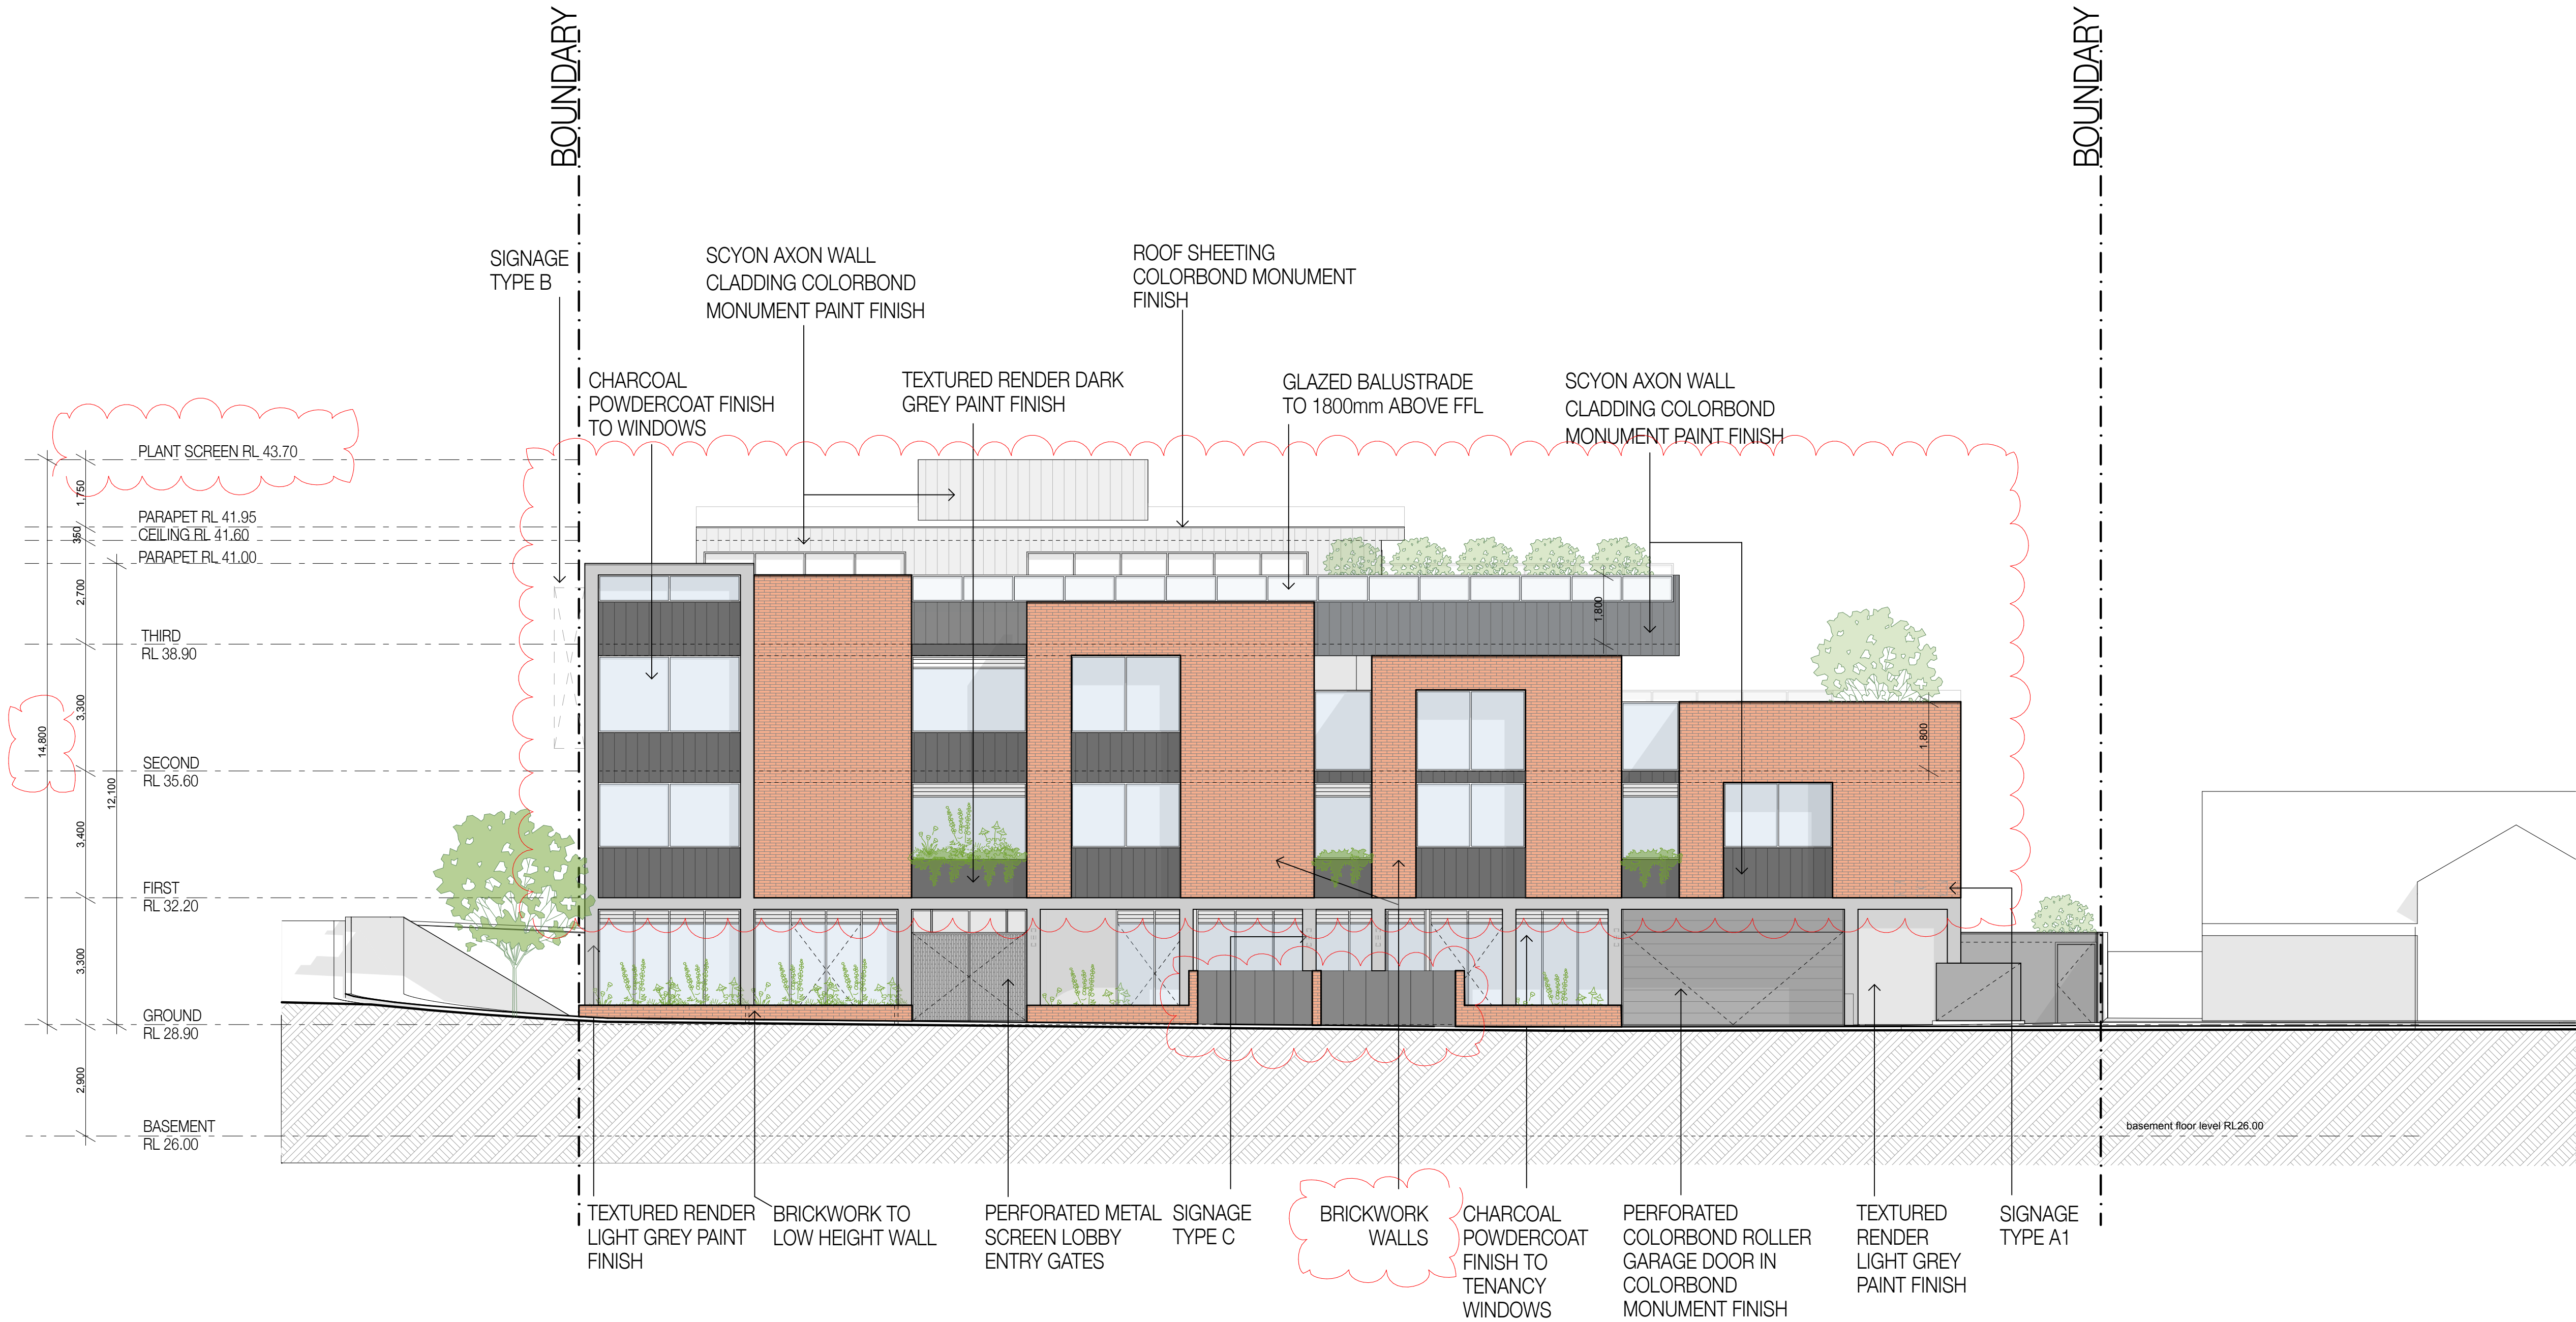 BOUNDARY
BOUNDARY
SIGNAGE
TYPE B
SCYON AXON WALL
CLADDING COLORBOND
MONUMENT PAINT FINISH
ROOF SHEETING
COLORBOND MONUMENT
FINISH
CHARCOAL
POWDERCOAT FINISH
TO WINDOWS
TEXTURED RENDER DARK
GREY PAINT FINISH
GLAZED BALUSTRADE
TO 1800mm ABOVE FFL
SCYON AXON WALL
CLADDING COLORBOND
MONUMENT PAINT FINISH
PLANT SCREEN RL 43.70
1,750
PARAPET RL 41.95
350
CEILING RL 41.60
PARAPET RL 41.00
2,700
1,800
THIRD
RL 38.90
3,300
14,800
1,800
SECOND
RL 35.60
12,100
3,400
FIRST
RL 32.20
3,300
GROUND
RL 28.90
2,900
BASEMENT
RL 26.00
basement floor level RL26.00
TEXTURED RENDER
LIGHT GREY PAINT
FINISH
BRICKWORK TO
LOW HEIGHT WALL
PERFORATED METAL
SCREEN LOBBY
ENTRY GATES
SIGNAGE
TYPE C
BRICKWORK
WALLS
CHARCOAL
POWDERCOAT
FINISH TO
TENANCY
WINDOWS
PERFORATED
COLORBOND ROLLER
GARAGE DOOR IN
COLORBOND
MONUMENT FINISH
TEXTURED
RENDER
LIGHT GREY
PAINT FINISH
SIGNAGE
TYPE A1